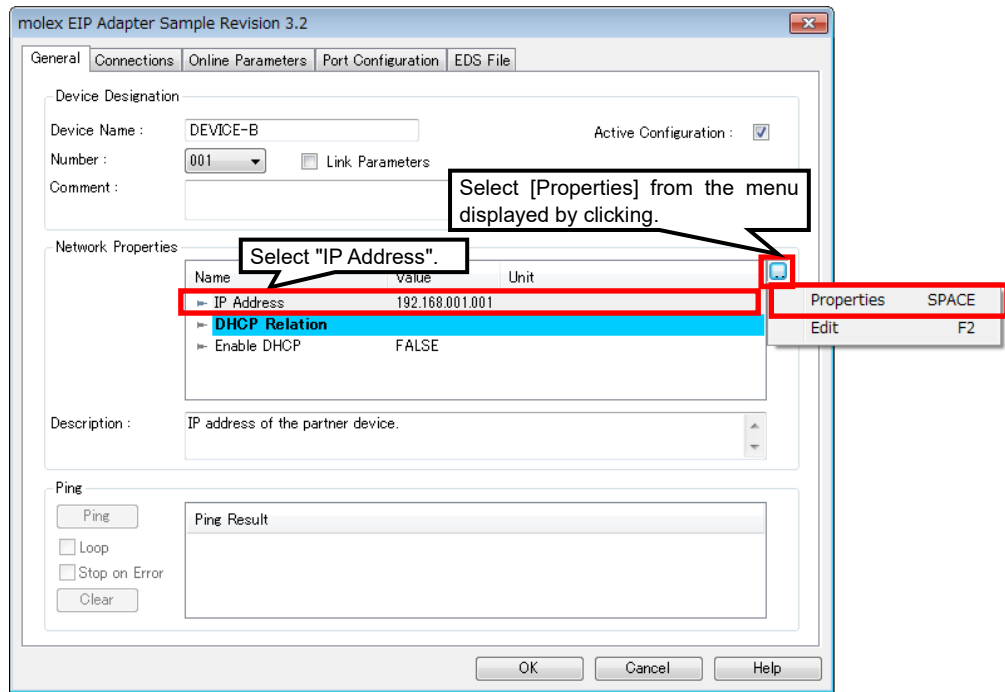 molex EIP Adapter Sample Revision 3.2
General Connections Online Parameters Port Configuration EDS File
Device Designation
Device Name : DEVICE-B Active Configuration :
Number : 001 Link Parameters
Comment :
Select [Properties] from the menu
displayed by clicking.
Network Properties
Select "IP Address".
Name Value Unit
IP Address 192.168.001.001
DHCP Relation
Enable DHCP FALSE
Properties SPACE
Edit F2
Description : IP address of the partner device.
Ping
Ping
Ping Result
Loop
Stop on Error
Clear
OK Cancel Help